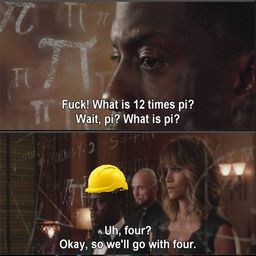 Fuck! What is 12 times pi?
Wait, pi? What is pi?
Uh, four?
Okay, so we'll go with four.